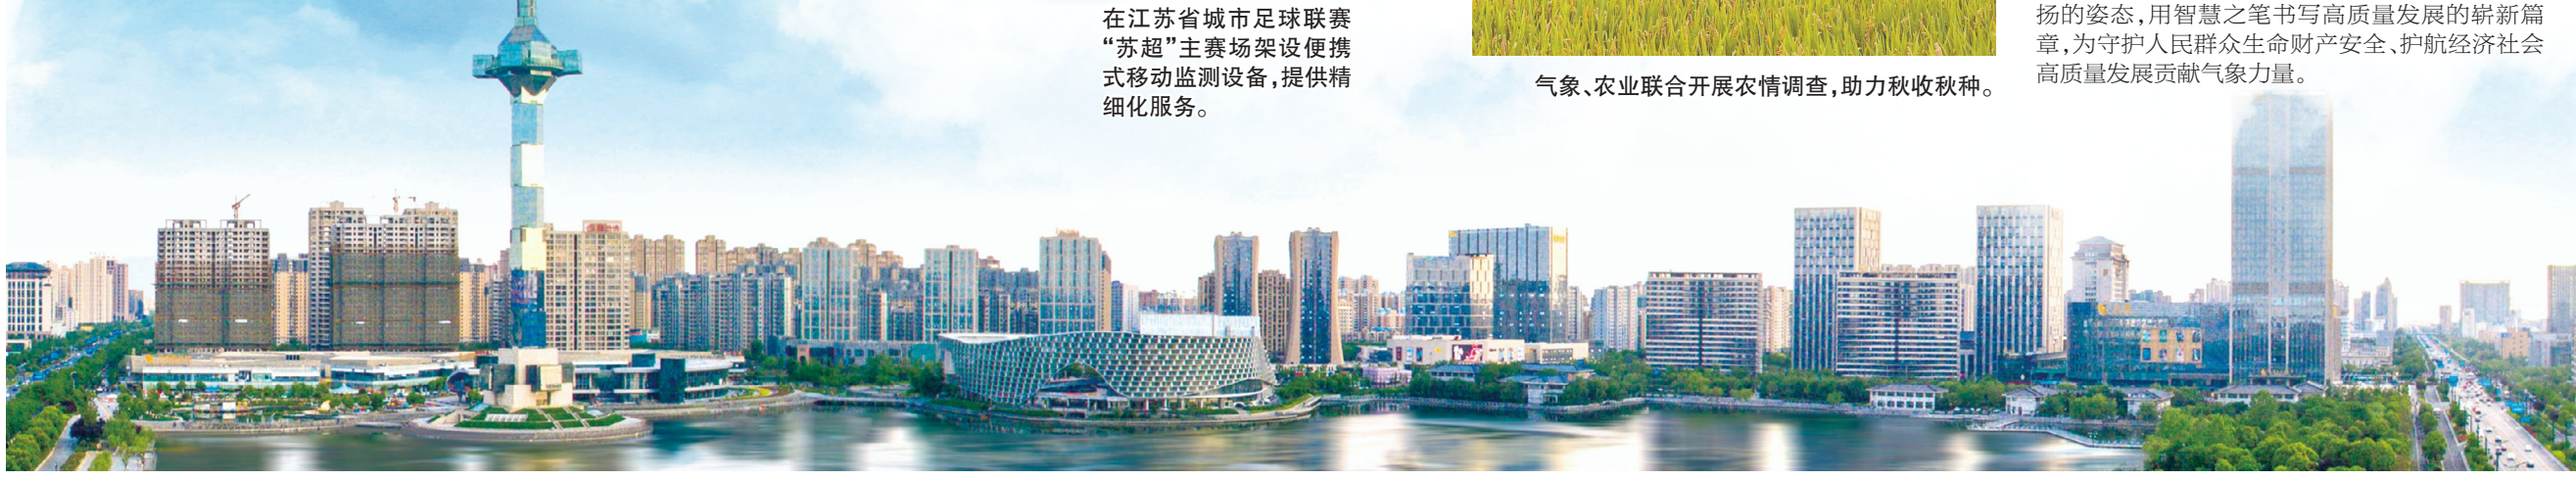 在江苏省城市足球联赛
“苏超”主赛场架设便携
式移动监测设备，提供精
细化服务。
气象、农业联合开展农情调查，助力秋收秋种。
扬的姿态，用智慧之笔书写高质量发展的崭新篇
章，为守护人民群众生命财产安全、护航经济社会
高质量发展贡献气象力量。